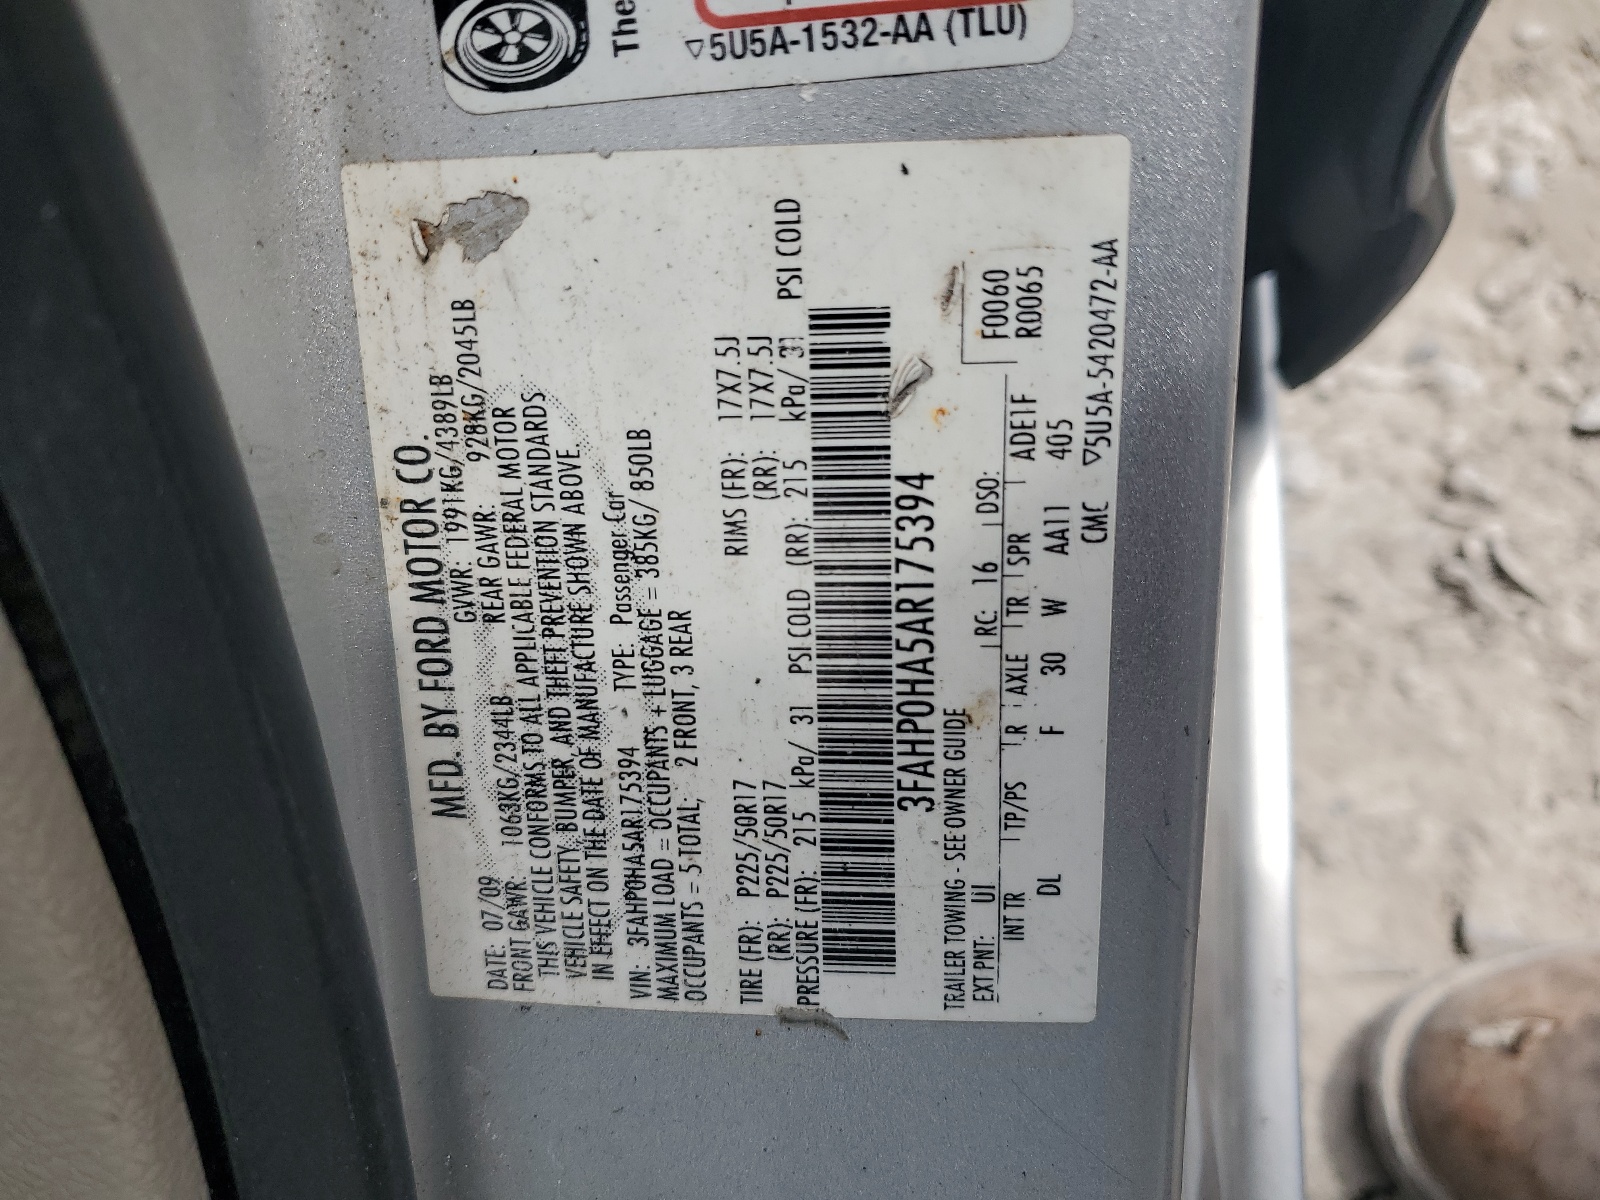 The
▽5U5A-1532-AA (TLU)
MFD. BY FORD MOTOR CO.
DATE: 07/09 GVWR: 1991KG/4389LB
FRONT GAWR: 1063KG/2344LB REAR GAWR: 928KG/2045LB
THIS VEHICLE CONFORMS TO ALL APPLICABLE FEDERAL MOTOR
VEHICLE SAFETY, BUMPER, AND THEFT PREVENTION STANDARDS
IN EFFECT ON THE DATE OF MANUFACTURE SHOWN ABOVE.
VIN: 3FAHP0HA5AR175394 TYPE: Passenger Car
MAXIMUM LOAD = OCCUPANTS + LUGGAGE = 385KG/ 850LB
OCCUPANTS = 5 TOTAL, 2 FRONT, 3 REAR
TIRE (FR): P225/50R17 RIMS (FR): 17X7.5J
(RR): P225/50R17 (RR): 17X7.5J
PRESSURE (FR): 215 kPa/ 31 PSI COLD (RR): 215 kPa/ 31 PSI COLD
3FAHP0HA5AR175394
TRAILER TOWING - SEE OWNER GUIDE
EXT PNT: UI RC: 16 DSO: F0060
INT TR TP/PS R AXLE TR SPR ADE1F R0065
DL F 30 W AA11 405
CMC ▽5U5A-5420472-AA